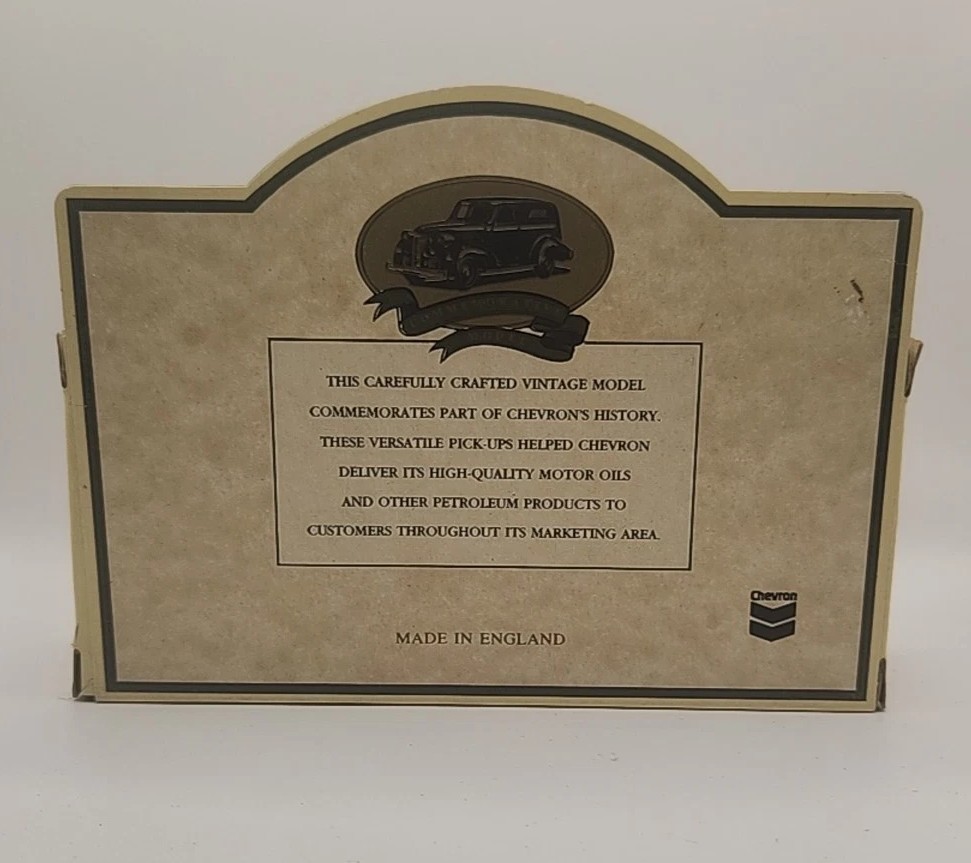 THIS CAREFULLY CRAFTED VINTAGE MODEL
COMMEMORATES PART OF CHEVRON'S HISTORY.
THESE VERSATILE PICK-UPS HELPED CHEVRON
DELIVER ITS HIGH-QUALITY MOTOR OILS
AND OTHER PETROLEUM PRODUCTS TO
CUSTOMERS THROUGHOUT ITS MARKETING AREA.
MADE IN ENGLAND
Chevron